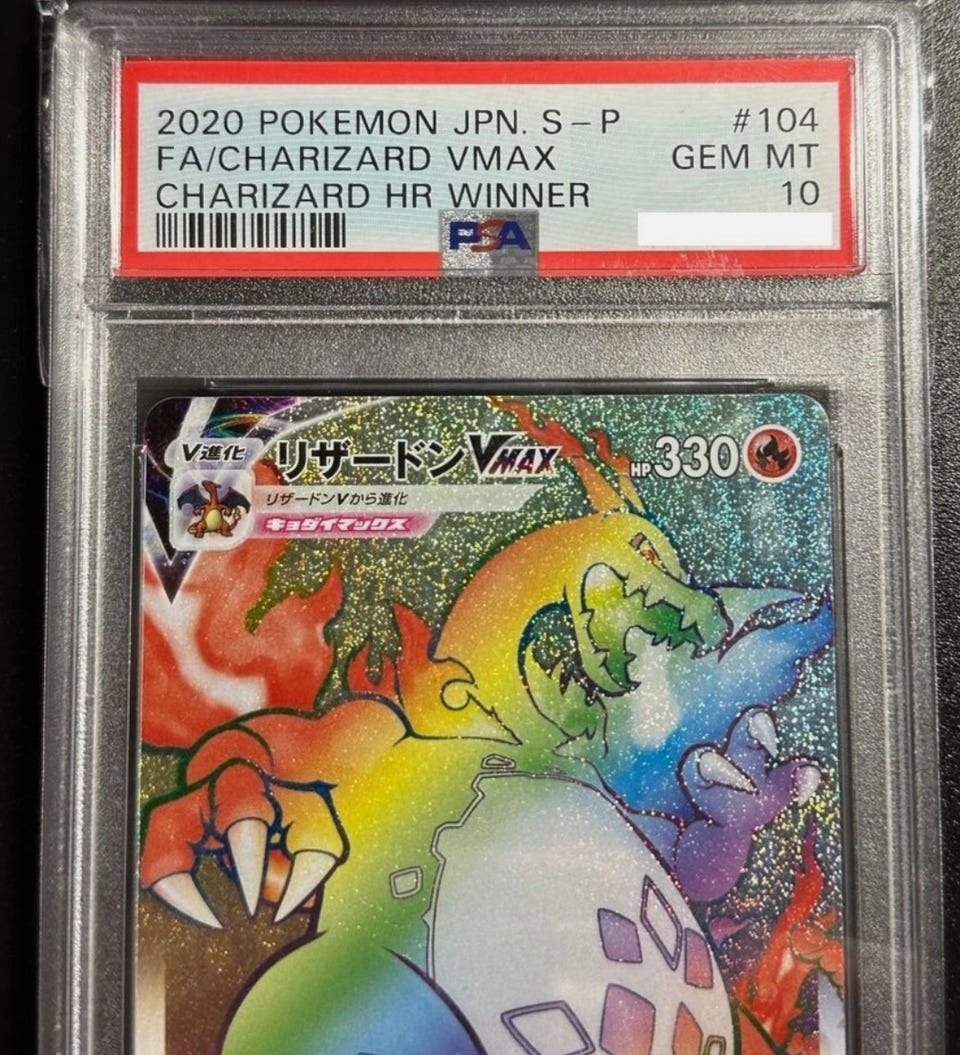 2020 POKEMON JPN. S-P #104
FA/CHARIZARD VMAX GEM MT
CHARIZARD HR WINNER 10
PSA
V進化 リザードンVMAX HP330
リザードンVから進化
キョダイマックス